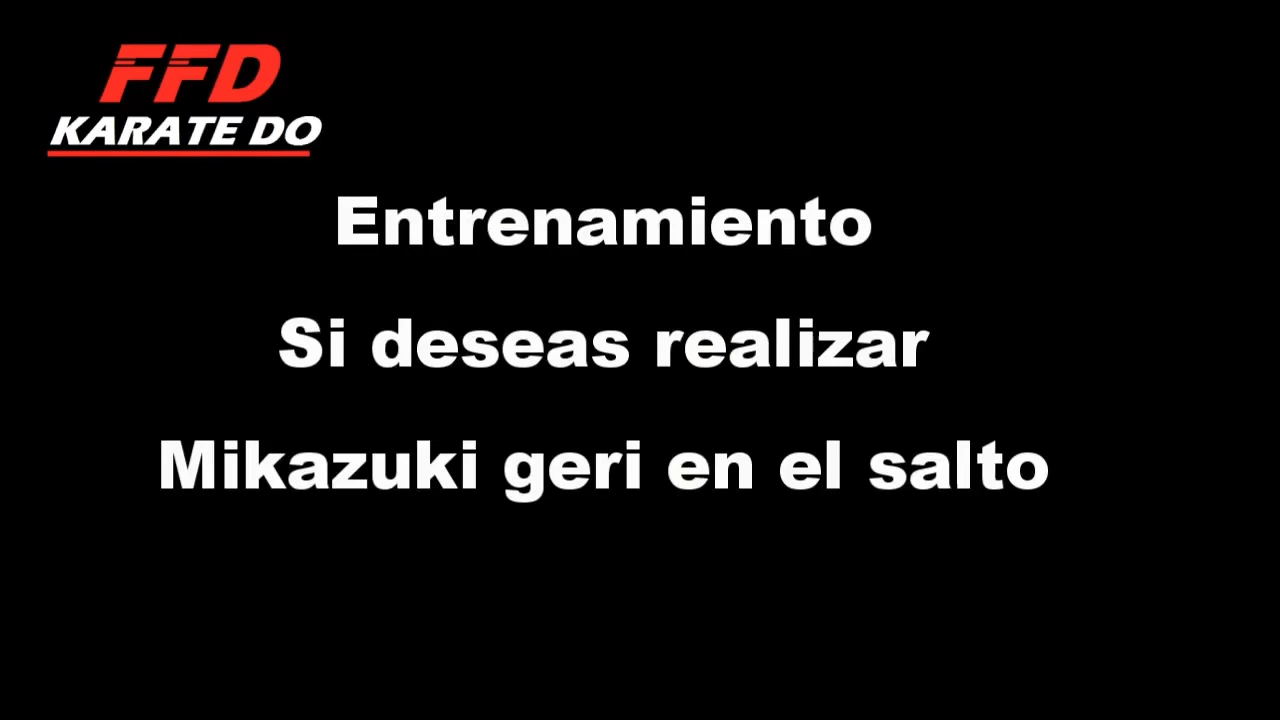 FFD
KARATE DO
Entrenamiento
Si deseas realizar
Mikazuki geri en el salto